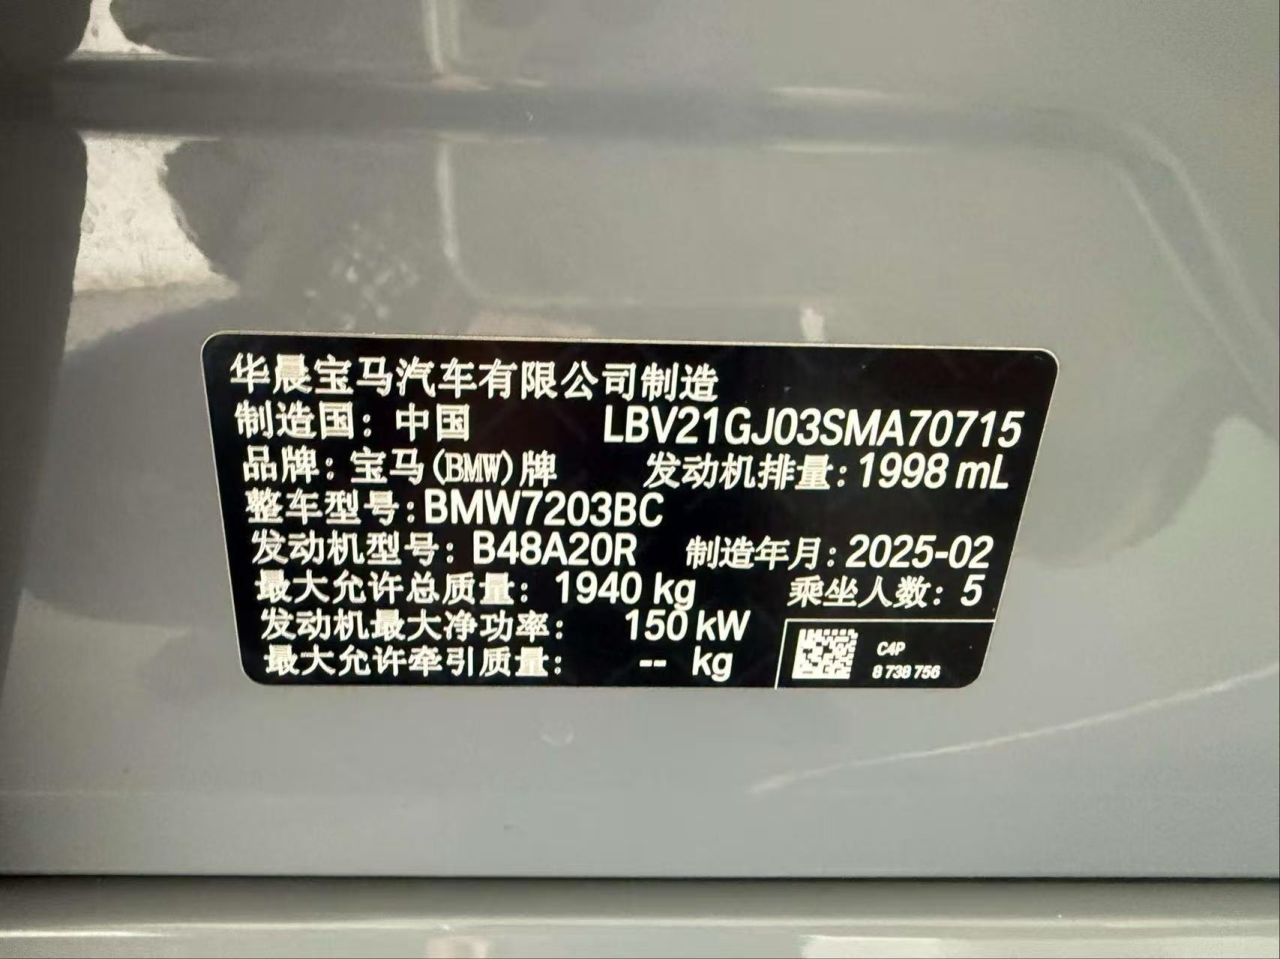 华晨宝马汽车有限公司制造
制造国：中国 LBV21GJ03SMA70715
品牌：宝马(BMW)牌 发动机排量：1998 mL
整车型号：BMW7203BC
发动机型号：B48A20R 制造年月：2025-02
最大允许总质量：1940 kg 乘坐人数：5
发动机最大净功率：150 kW
最大允许牵引质量：-- kg
C4P
8 738 756